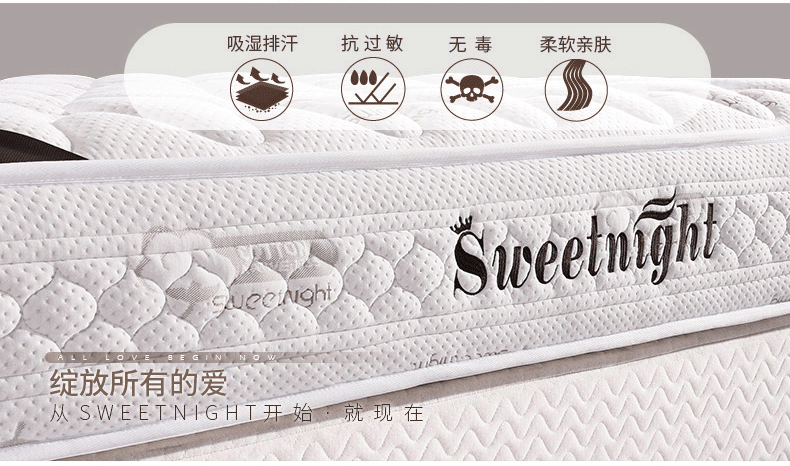 吸湿排汗 抗过敏 无毒 柔软亲肤
Sweetnight
sweetnight
ALL LOVE BEGIN NOW
绽放所有的爱
从SWEETNIGHT开始·就现在